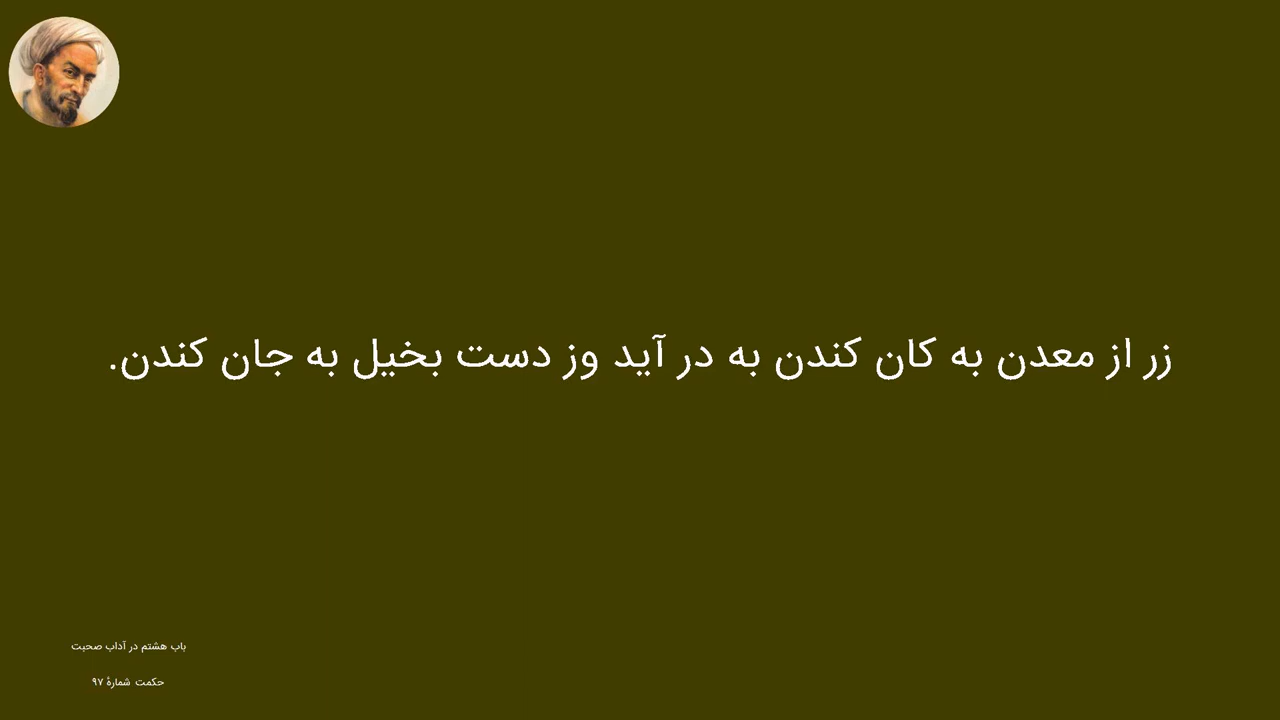 زر از معدن به کان کندن به در آید وز دست بخیل به جان کندن.
باب هشتم در آداب صحبت
حکمت شمارهٔ ۹۷